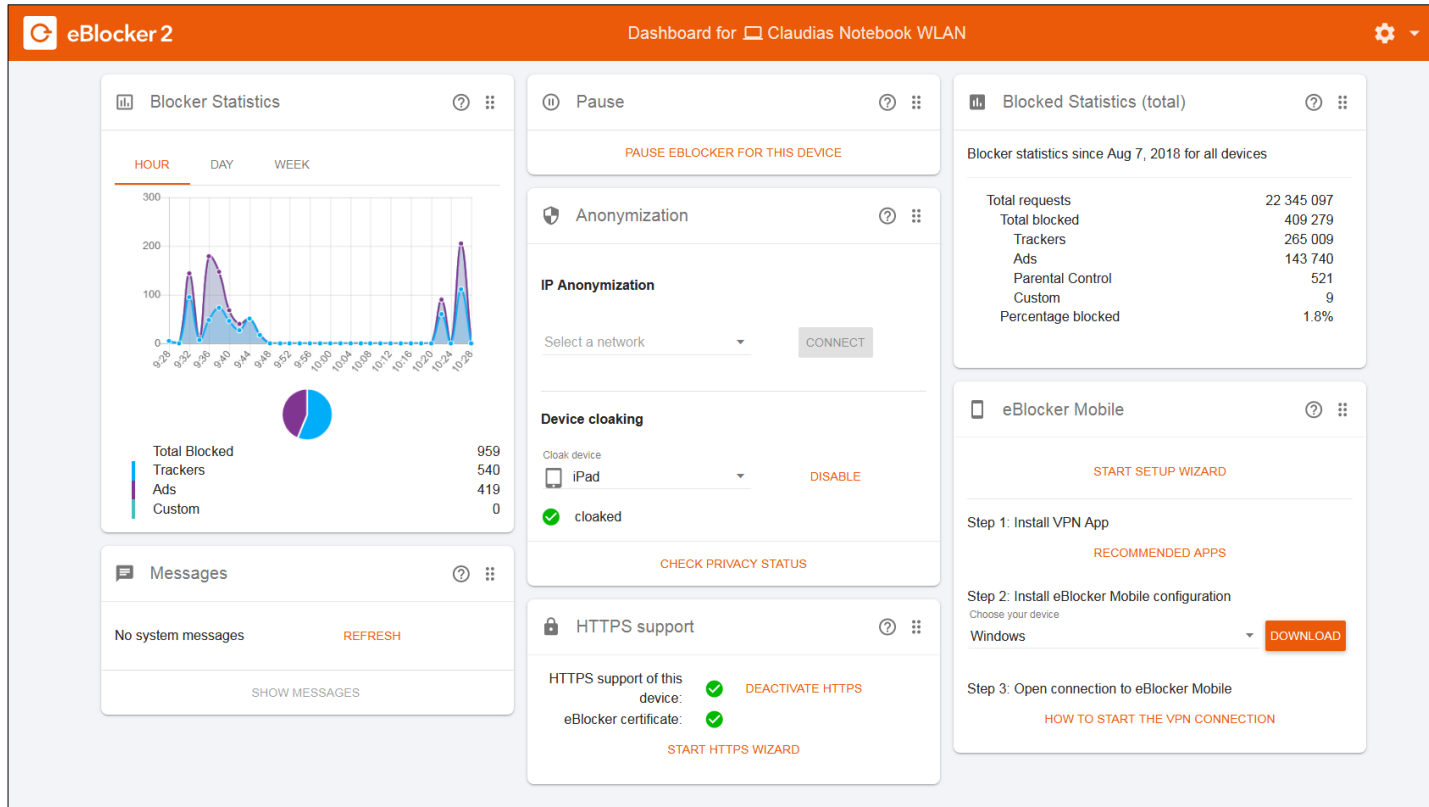 eBlocker 2
Dashboard for Claudias Notebook WLAN
Blocker Statistics
HOUR DAY WEEK
300
200
100
0
9:28 9:32 9:36 9:40 9:44 9:48 9:52 9:56 10:00 10:04 10:08 10:12 10:16 10:20 10:24 10:28
Total Blocked 959
Trackers 540
Ads 419
Custom 0
Messages
No system messages REFRESH
SHOW MESSAGES
Pause
PAUSE EBLOCKER FOR THIS DEVICE
Anonymization
IP Anonymization
Select a network CONNECT
Device cloaking
Cloak device
iPad DISABLE
cloaked
CHECK PRIVACY STATUS
HTTPS support
HTTPS support of this
device: DEACTIVATE HTTPS
eBlocker certificate:
START HTTPS WIZARD
Blocked Statistics (total)
Blocker statistics since Aug 7, 2018 for all devices
Total requests 22 345 097
Total blocked 409 279
Trackers 265 009
Ads 143 740
Parental Control 521
Custom 9
Percentage blocked 1.8%
eBlocker Mobile
START SETUP WIZARD
Step 1: Install VPN App
RECOMMENDED APPS
Step 2: Install eBlocker Mobile configuration
Choose your device
Windows DOWNLOAD
Step 3: Open connection to eBlocker Mobile
HOW TO START THE VPN CONNECTION